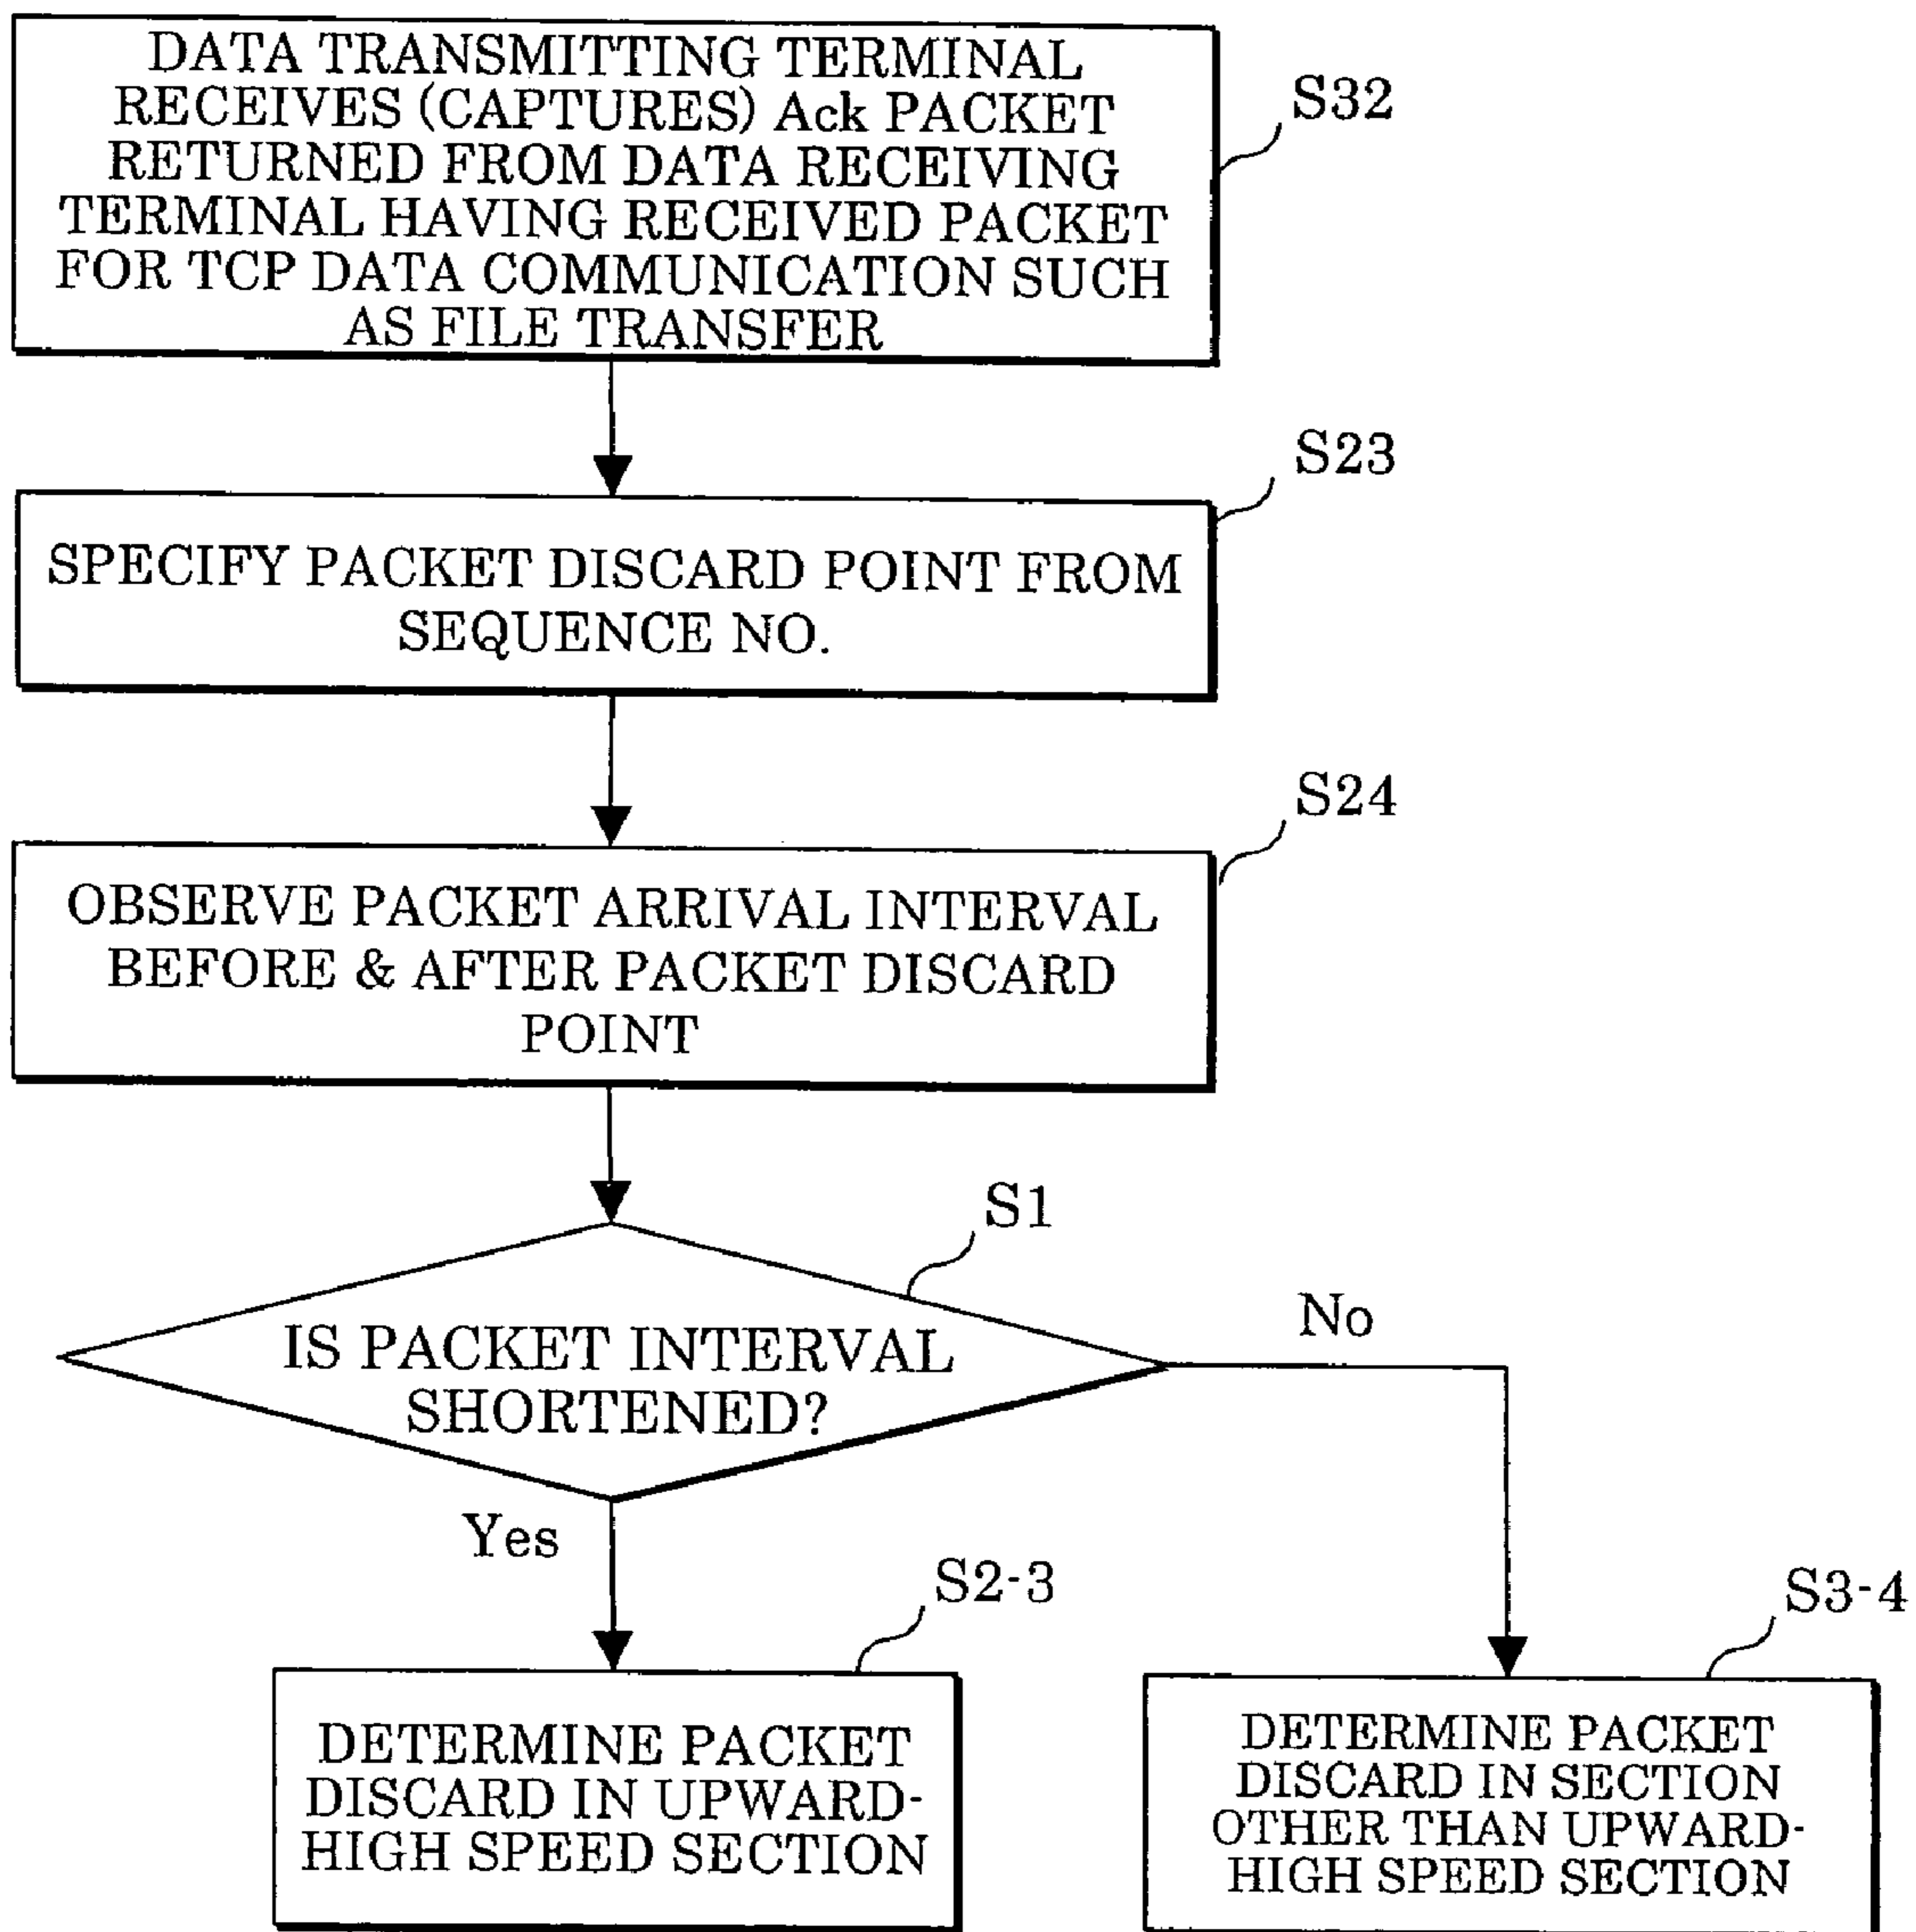 DATA TRANSMITTING TERMINAL
RECEIVES (CAPTURES) Ack PACKET
RETURNED FROM DATA RECEIVING
TERMINAL HAVING RECEIVED PACKET
FOR TCP DATA COMMUNICATION SUCH
AS FILE TRANSFER
S32
S23
SPECIFY PACKET DISCARD POINT FROM
SEQUENCE NO.
S24
OBSERVE PACKET ARRIVAL INTERVAL
BEFORE & AFTER PACKET DISCARD
POINT
S1
IS PACKET INTERVAL
SHORTENED?
No
Yes
S2-3
DETERMINE PACKET
DISCARD IN UPWARD-
HIGH SPEED SECTION
S3-4
DETERMINE PACKET
DISCARD IN SECTION
OTHER THAN UPWARD-
HIGH SPEED SECTION